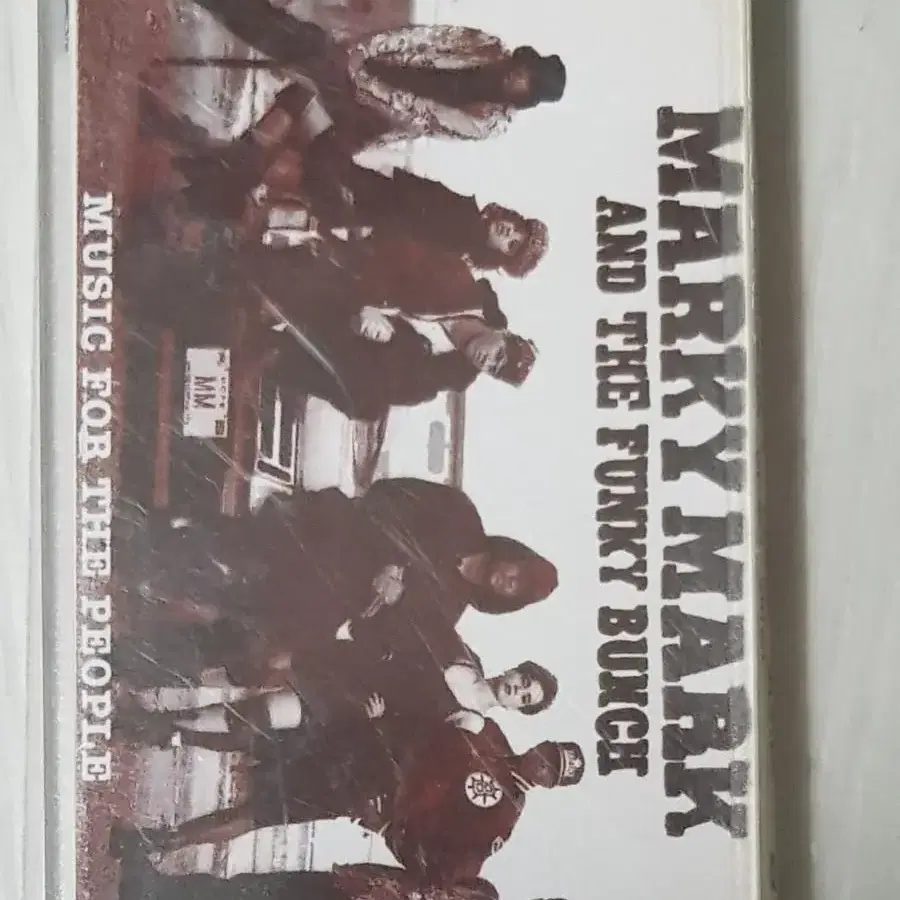 MARKY MARK
AND THE FUNKY BUNCH
MM
MUSIC FOR THE PEOPLE